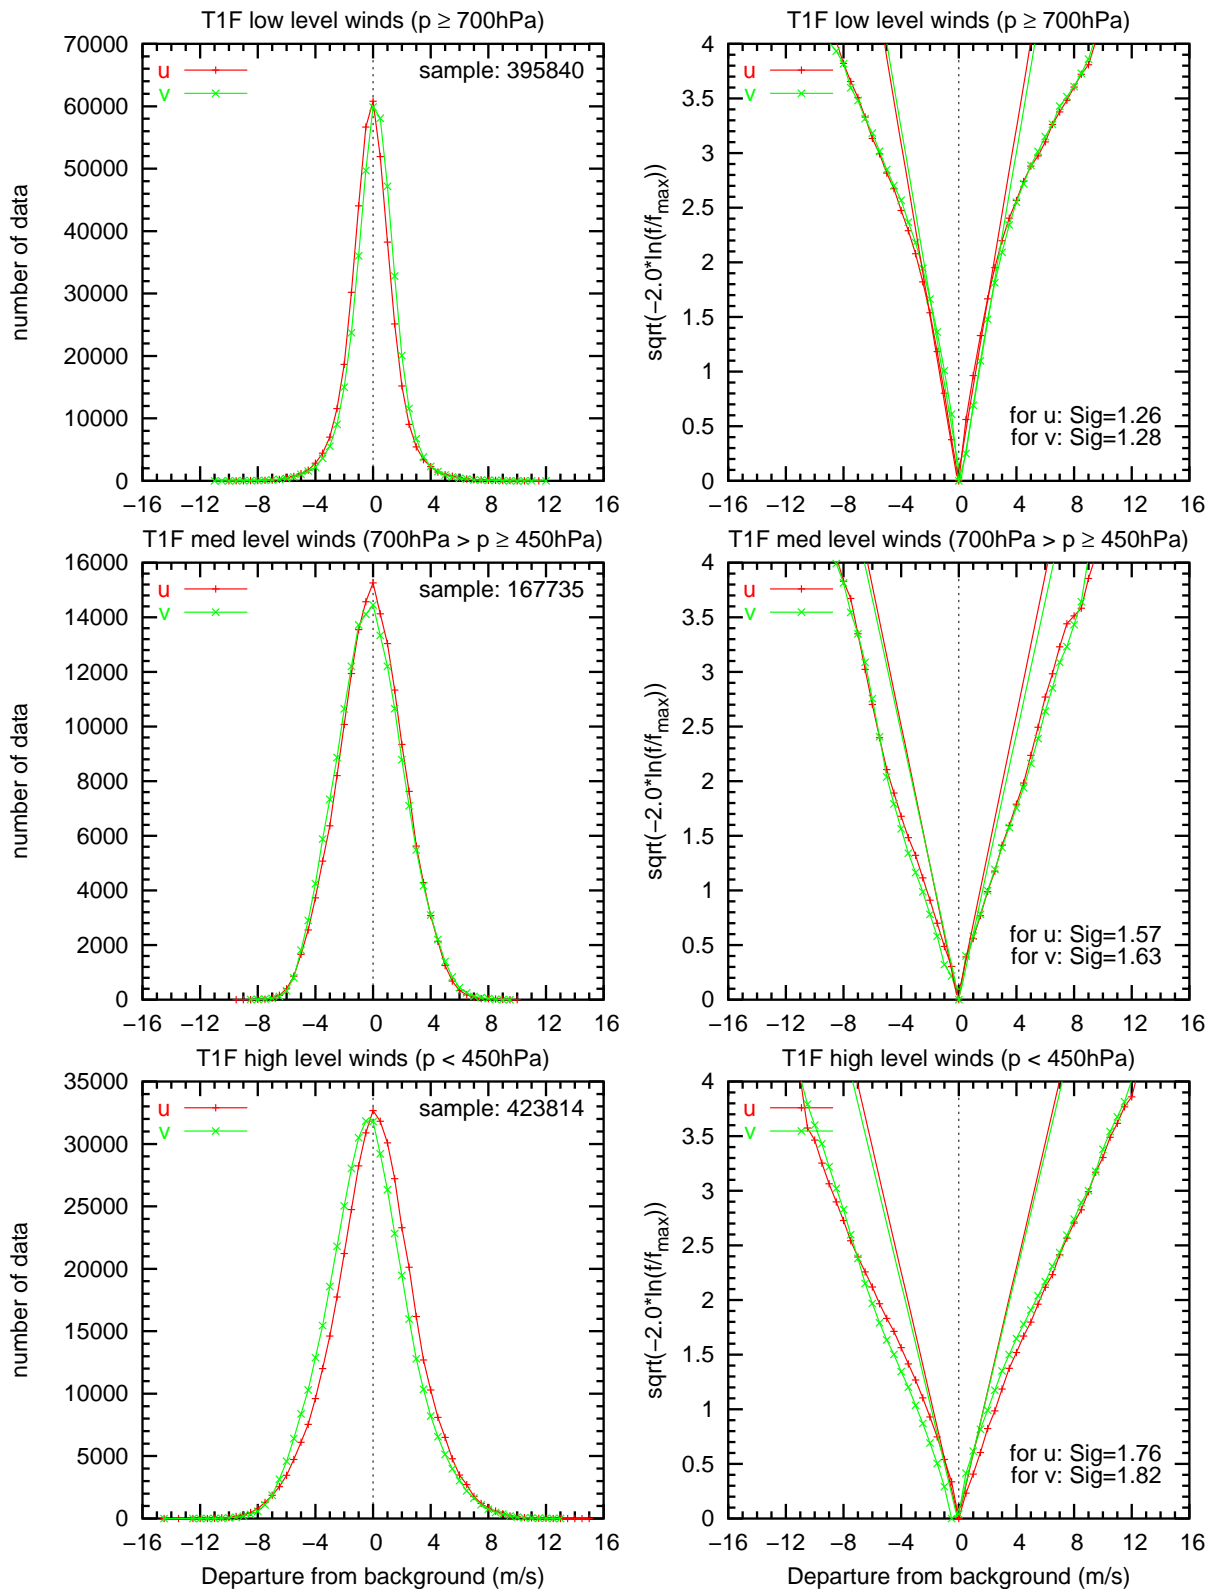 T1F low level winds (p ≥ 700hPa)
70000
60000
50000
40000
30000
20000
10000
0
number of data
u
v
sample: 395840
−16 −12 −8 −4 0 4 8 12 16
T1F low level winds (p ≥ 700hPa)
4
3.5
3
2.5
2
1.5
1
0.5
0
sqrt(−2.0*ln(f/fmax))
u
v
for u: Sig=1.26
for v: Sig=1.28
−16 −12 −8 −4 0 4 8 12 16
T1F med level winds (700hPa > p ≥ 450hPa)
16000
14000
12000
10000
8000
6000
4000
2000
0
number of data
u
v
sample: 167735
−16 −12 −8 −4 0 4 8 12 16
T1F med level winds (700hPa > p ≥ 450hPa)
4
3.5
3
2.5
2
1.5
1
0.5
0
sqrt(−2.0*ln(f/fmax))
u
v
for u: Sig=1.57
for v: Sig=1.63
−16 −12 −8 −4 0 4 8 12 16
T1F high level winds (p < 450hPa)
35000
30000
25000
20000
15000
10000
5000
0
number of data
u
v
sample: 423814
−16 −12 −8 −4 0 4 8 12 16
Departure from background (m/s)
T1F high level winds (p < 450hPa)
4
3.5
3
2.5
2
1.5
1
0.5
0
sqrt(−2.0*ln(f/fmax))
u
v
for u: Sig=1.76
for v: Sig=1.82
−16 −12 −8 −4 0 4 8 12 16
Departure from background (m/s)